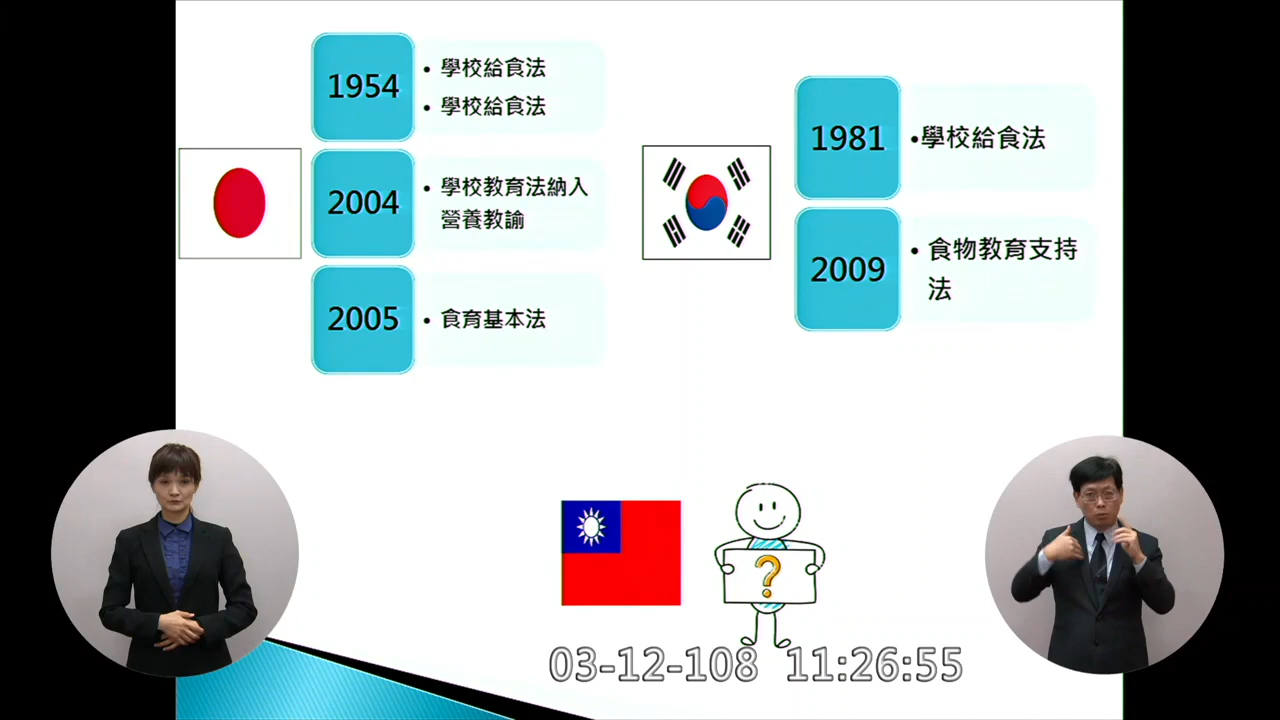 1954
• 學校給食法
• 學校給食法
2004
• 學校教育法納入
營養教諭
2005
• 食育基本法
1981
•學校給食法
2009
• 食物教育支持
法
?
03-12-108 11:26:55